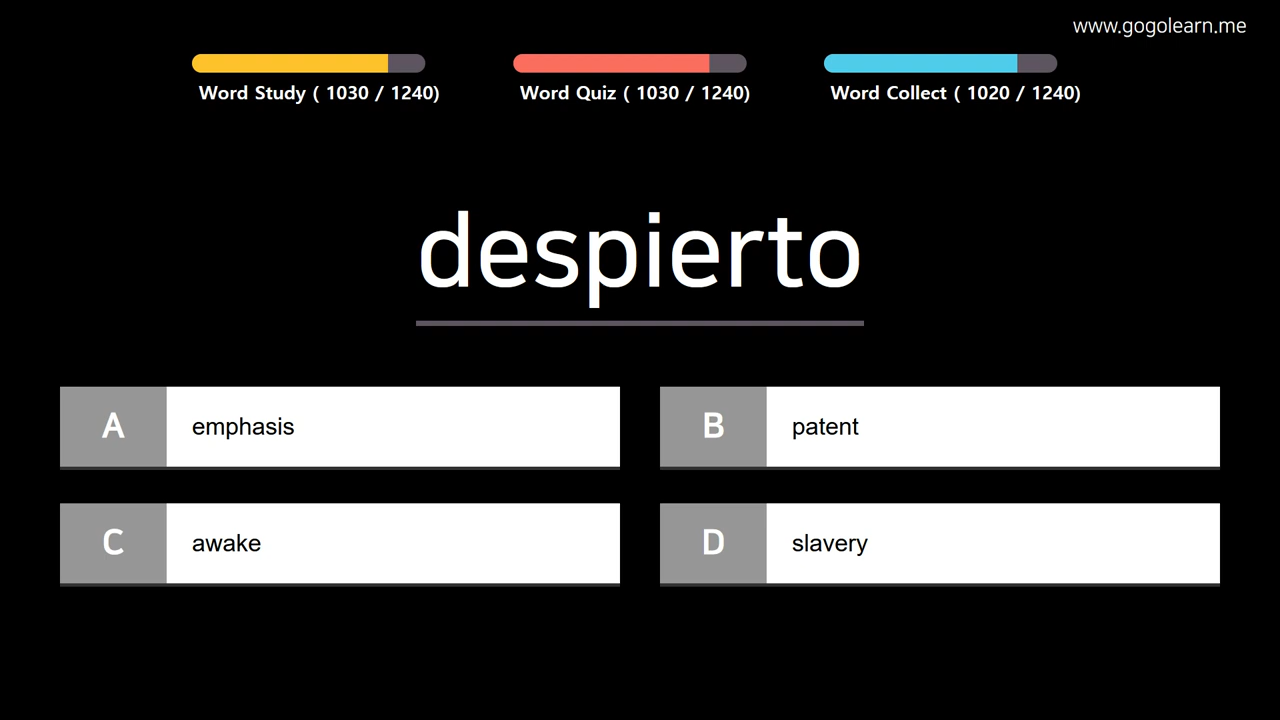 www.gogolearn.me
Word Study ( 1030 / 1240)
Word Quiz ( 1030 / 1240)
Word Collect ( 1020 / 1240)
despierto
A emphasis
B patent
C awake
D slavery